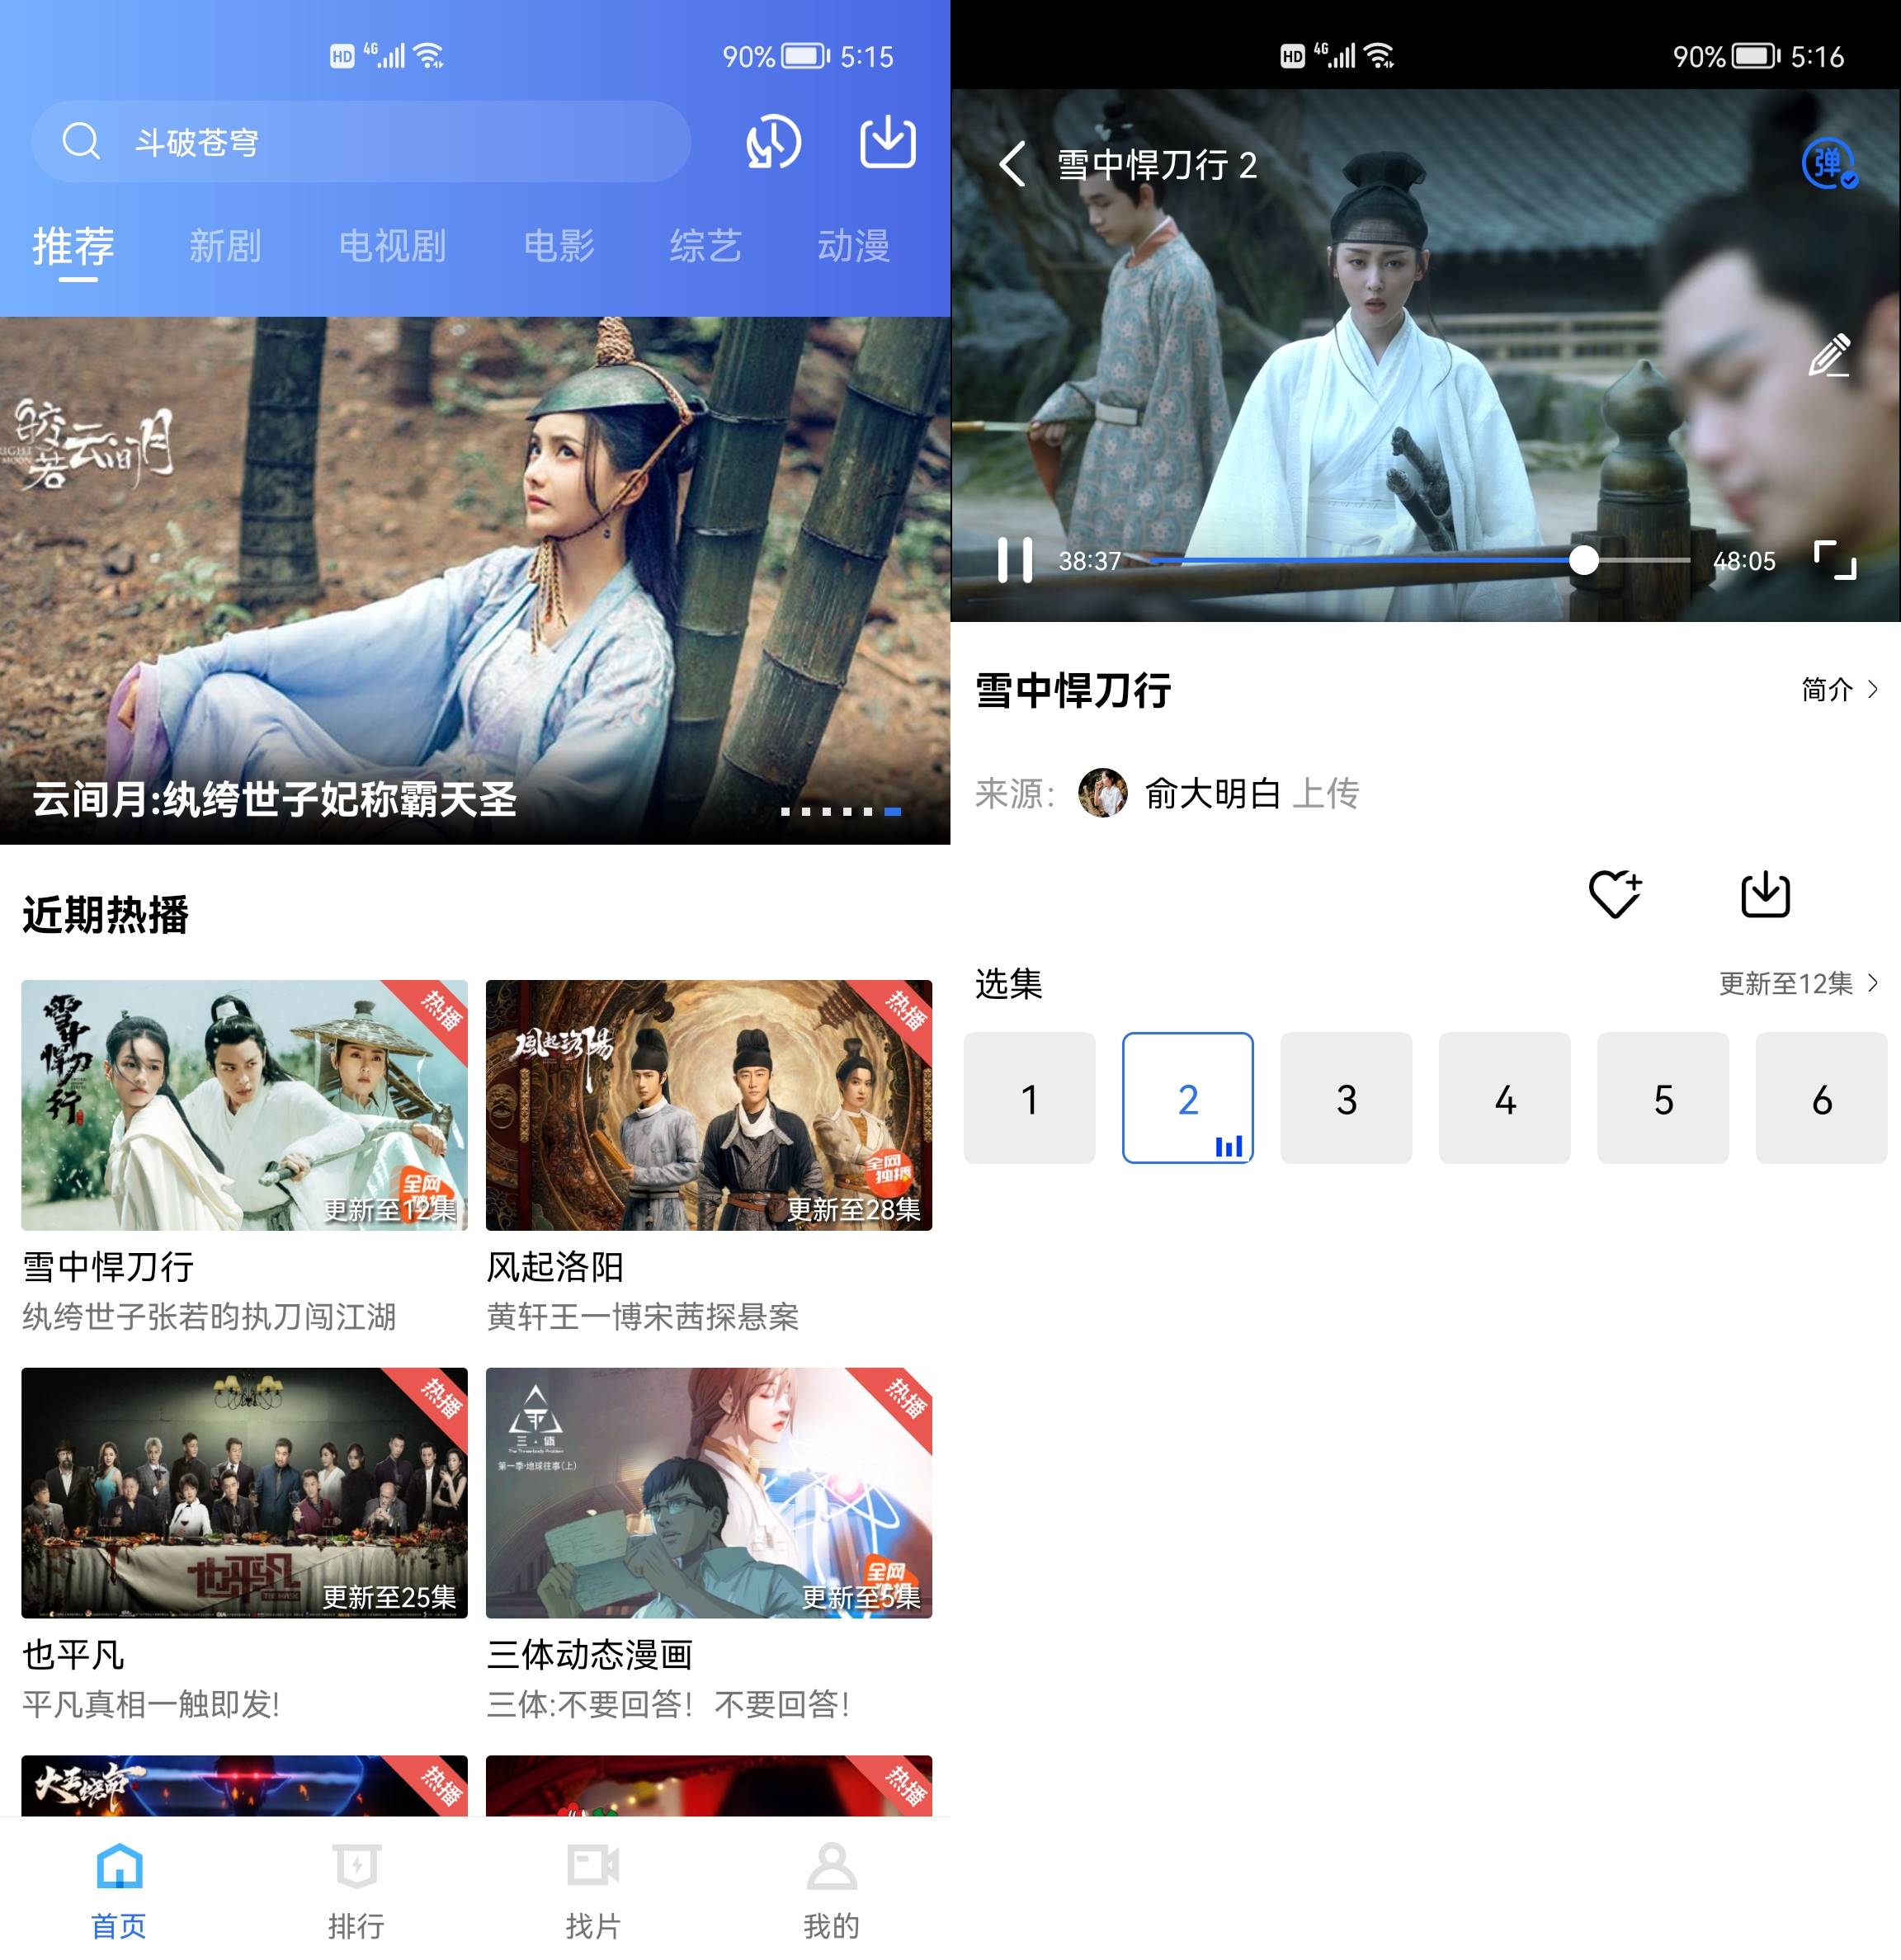 HD 4G 90% 5:15
斗破苍穹
推荐 新剧 电视剧 电影 综艺 动漫
皎若云间月
云间月:纨绔世子妃称霸天圣
近期热播
雪中悍刀行
热播
全网
更新至12集
風起洛陽
热播
全网
独播
更新至28集
雪中悍刀行 风起洛阳
纨绔世子张若昀执刀闯江湖 黄轩王一博宋茜探悬案
热播
也平凡
更新至25集
三·体
第一季·地球往事(上)
热播
全网
更新至5集
也平凡 三体动态漫画
平凡真相一触即发! 三体:不要回答!不要回答!
大王饶命
热播
热播
首页 排行 找片 我的
HD 4G 90% 5:16
雪中悍刀行 2
弹
38:37 48:05
雪中悍刀行 简介
来源: 俞大明白 上传
选集 更新至12集
1 2 3 4 5 6